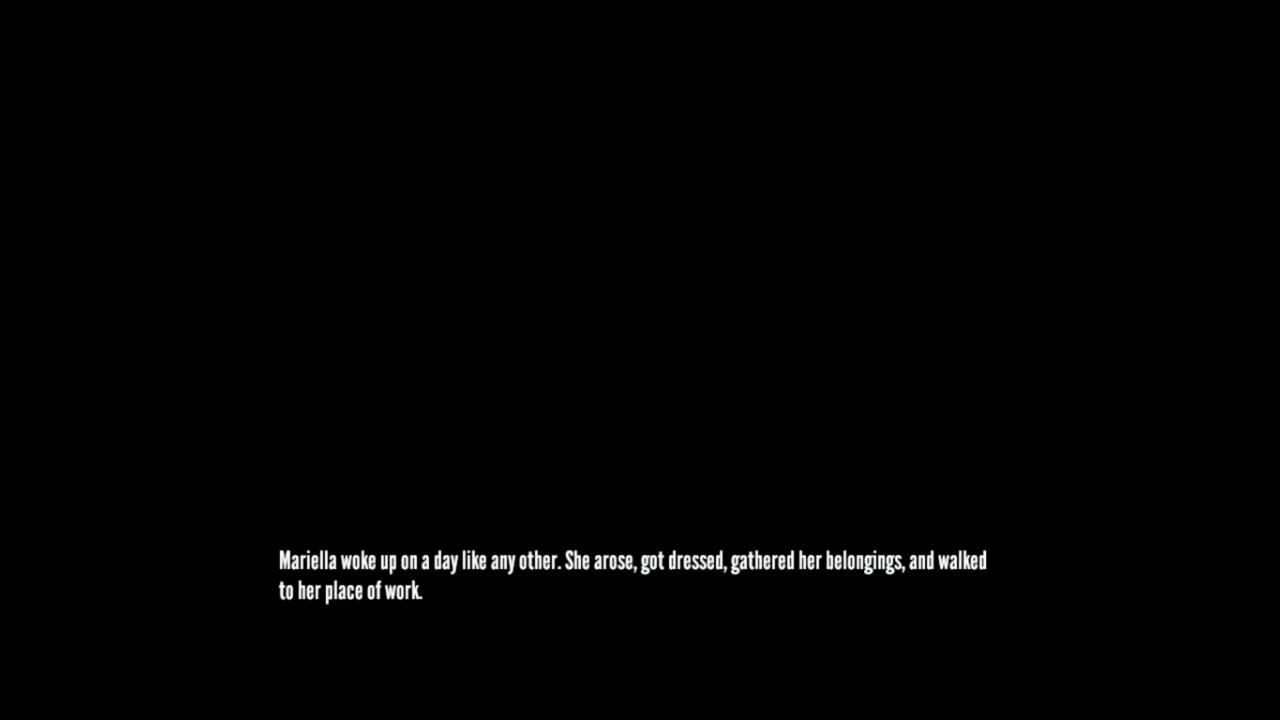 Mariella woke up on a day like any other. She arose, got dressed, gathered her belongings, and walked
to her place of work.